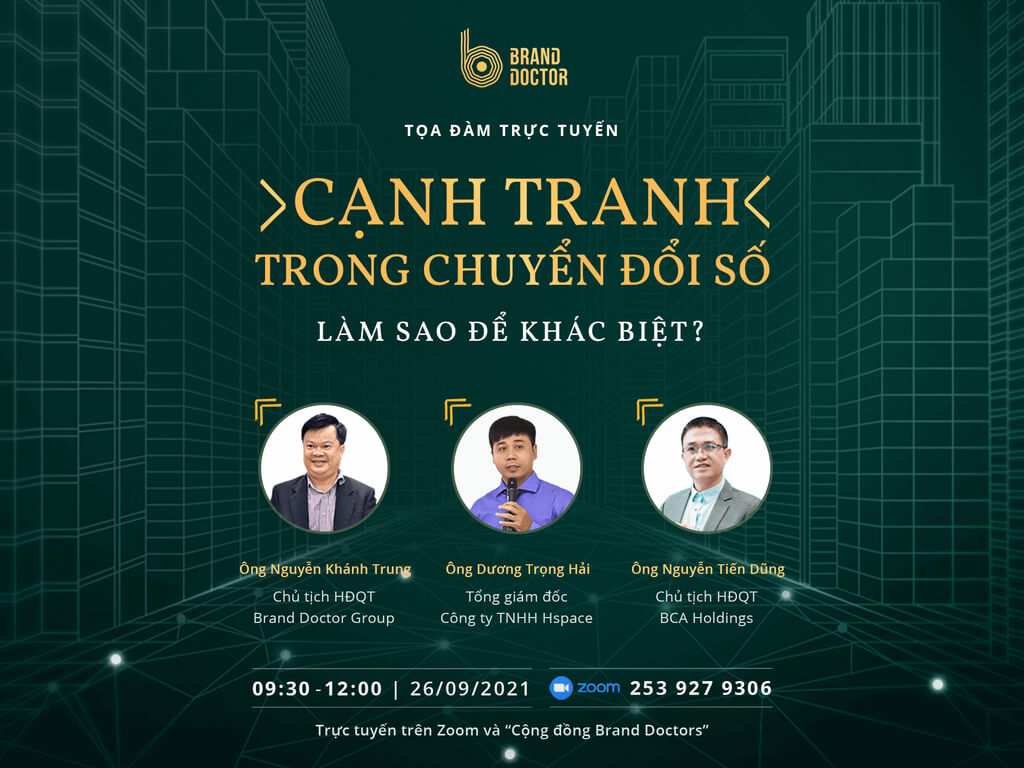 BRAND
DOCTOR
TỌA ĐÀM TRỰC TUYẾN
CẠNH TRANH
TRONG CHUYỂN ĐỔI SỐ
LÀM SAO ĐỂ KHÁC BIỆT?
Ông Nguyễn Khánh Trung
Chủ tịch HĐQT
Brand Doctor Group
Ông Dương Trọng Hải
Tổng giám đốc
Công ty TNHH Hspace
Ông Nguyễn Tiến Dũng
Chủ tịch HĐQT
BCA Holdings
09:30 - 12:00 | 26/09/2021
zoom 253 927 9306
Trực tuyến trên Zoom và “Cộng đồng Brand Doctors”